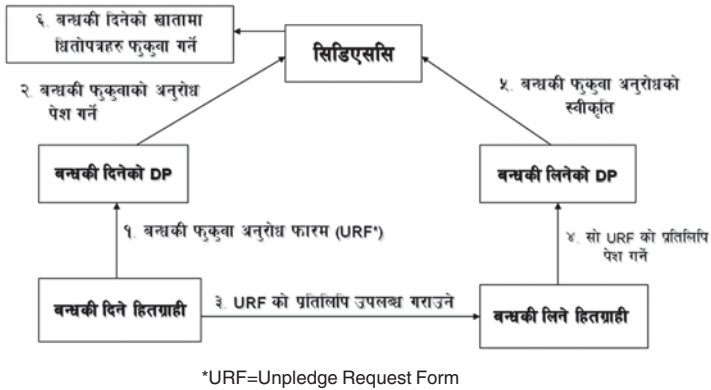 ६. बन्धकी दिनेको खातामा
धितोपत्रहरु फुकुवा गर्ने
सिडिएससि
२. बन्धकी फुकुवाको अनुरोध
पेश गर्ने
५. बन्धकी फुकुवा अनुरोधको
स्वीकृति
बन्धकी दिनेको DP
बन्धकी लिनेको DP
१. बन्धकी फुकुवा अनुरोध फारम (URF*)
४. सो URF को प्रतिलिपि
पेश गर्ने
बन्धकी दिने हितग्राही
३. URF को प्रतिलिपि उपलब्ध गराउने
बन्धकी लिने हितग्राही
*URF=Unpledge Request Form